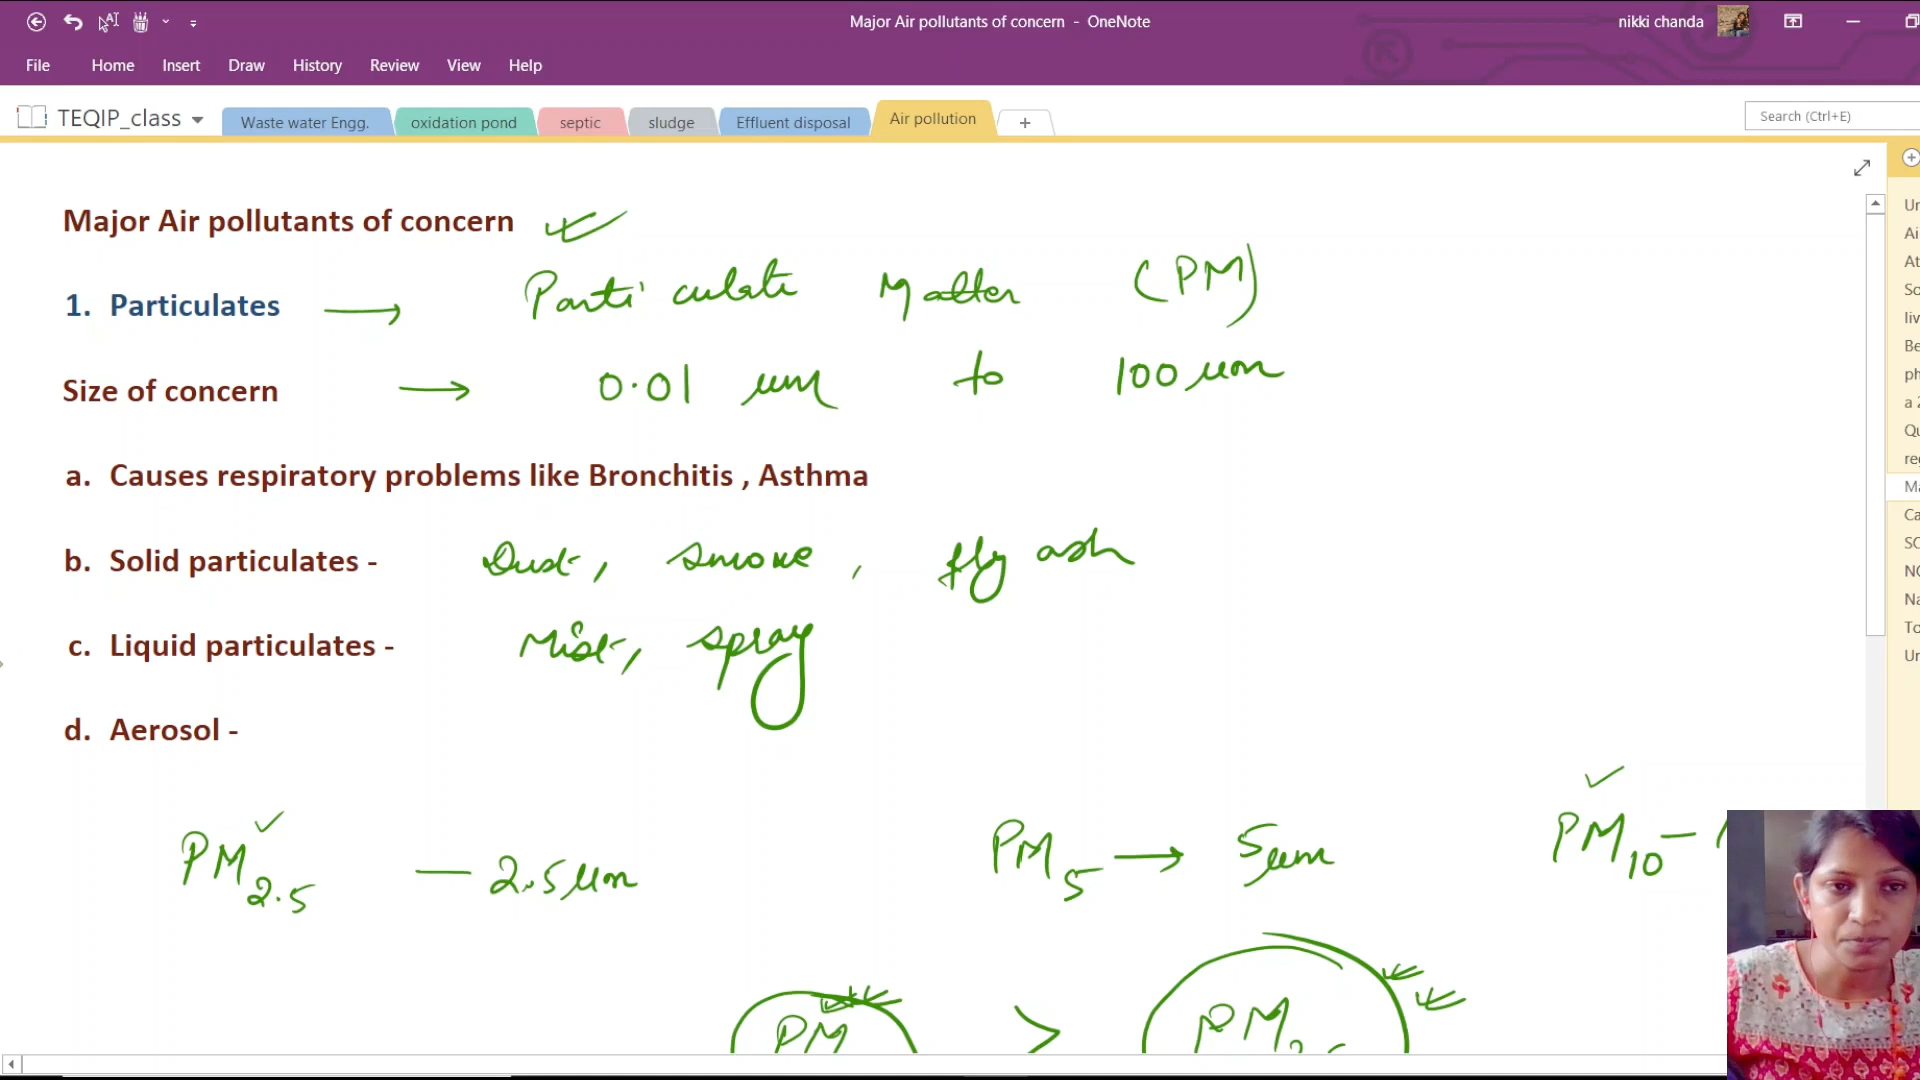 Major Air pollutants of concern - OneNote
nikki chanda
File Home Insert Draw History Review View Help
TEQIP_class
Waste water Engg. oxidation pond septic sludge Effluent disposal Air pollution +
Search (Ctrl+E)
Major Air pollutants of concern
1. Particulates → Particulate Matter (PM)
Size of concern → 0.01 μm to 100 μm
a. Causes respiratory problems like Bronchitis , Asthma
b. Solid particulates - Dust, smoke, fly ash
c. Liquid particulates - Mist, spray
d. Aerosol -
PM2.5 — 2.5 μm PM5 → 5 μm PM10 —
PM > PM